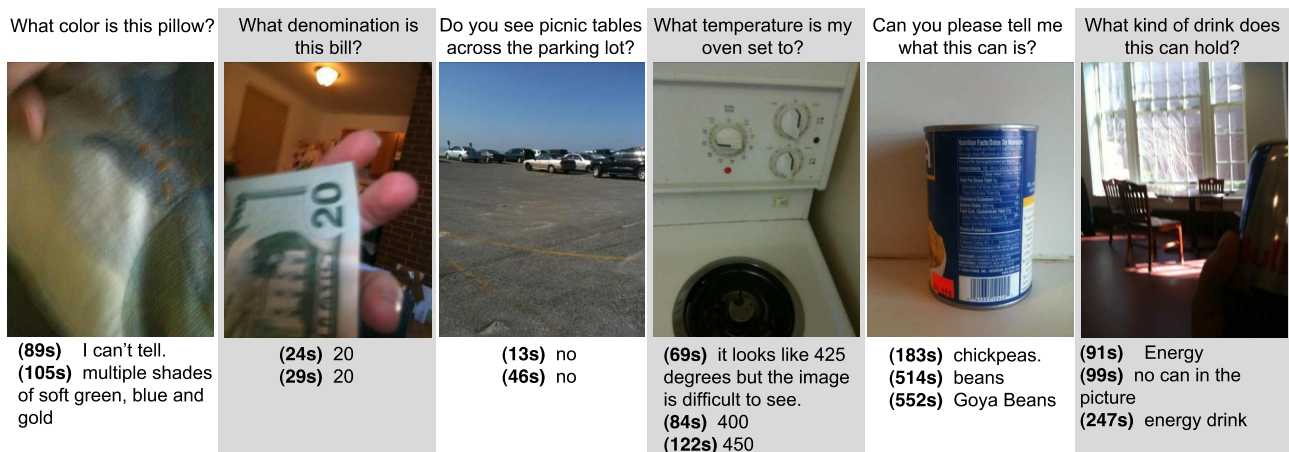 What color is this pillow?
What denomination is
this bill?
Do you see picnic tables
across the parking lot?
What temperature is my
oven set to?
Can you please tell me
what this can is?
What kind of drink does
this can hold?
20
Nutrition Facts/Datos De Nutricion
(89s) I can't tell.
(105s) multiple shades
of soft green, blue and
gold
(24s) 20
(29s) 20
(13s) no
(46s) no
(69s) it looks like 425
degrees but the image
is difficult to see.
(84s) 400
(122s) 450
(183s) chickpeas.
(514s) beans
(552s) Goya Beans
(91s) Energy
(99s) no can in the
picture
(247s) energy drink